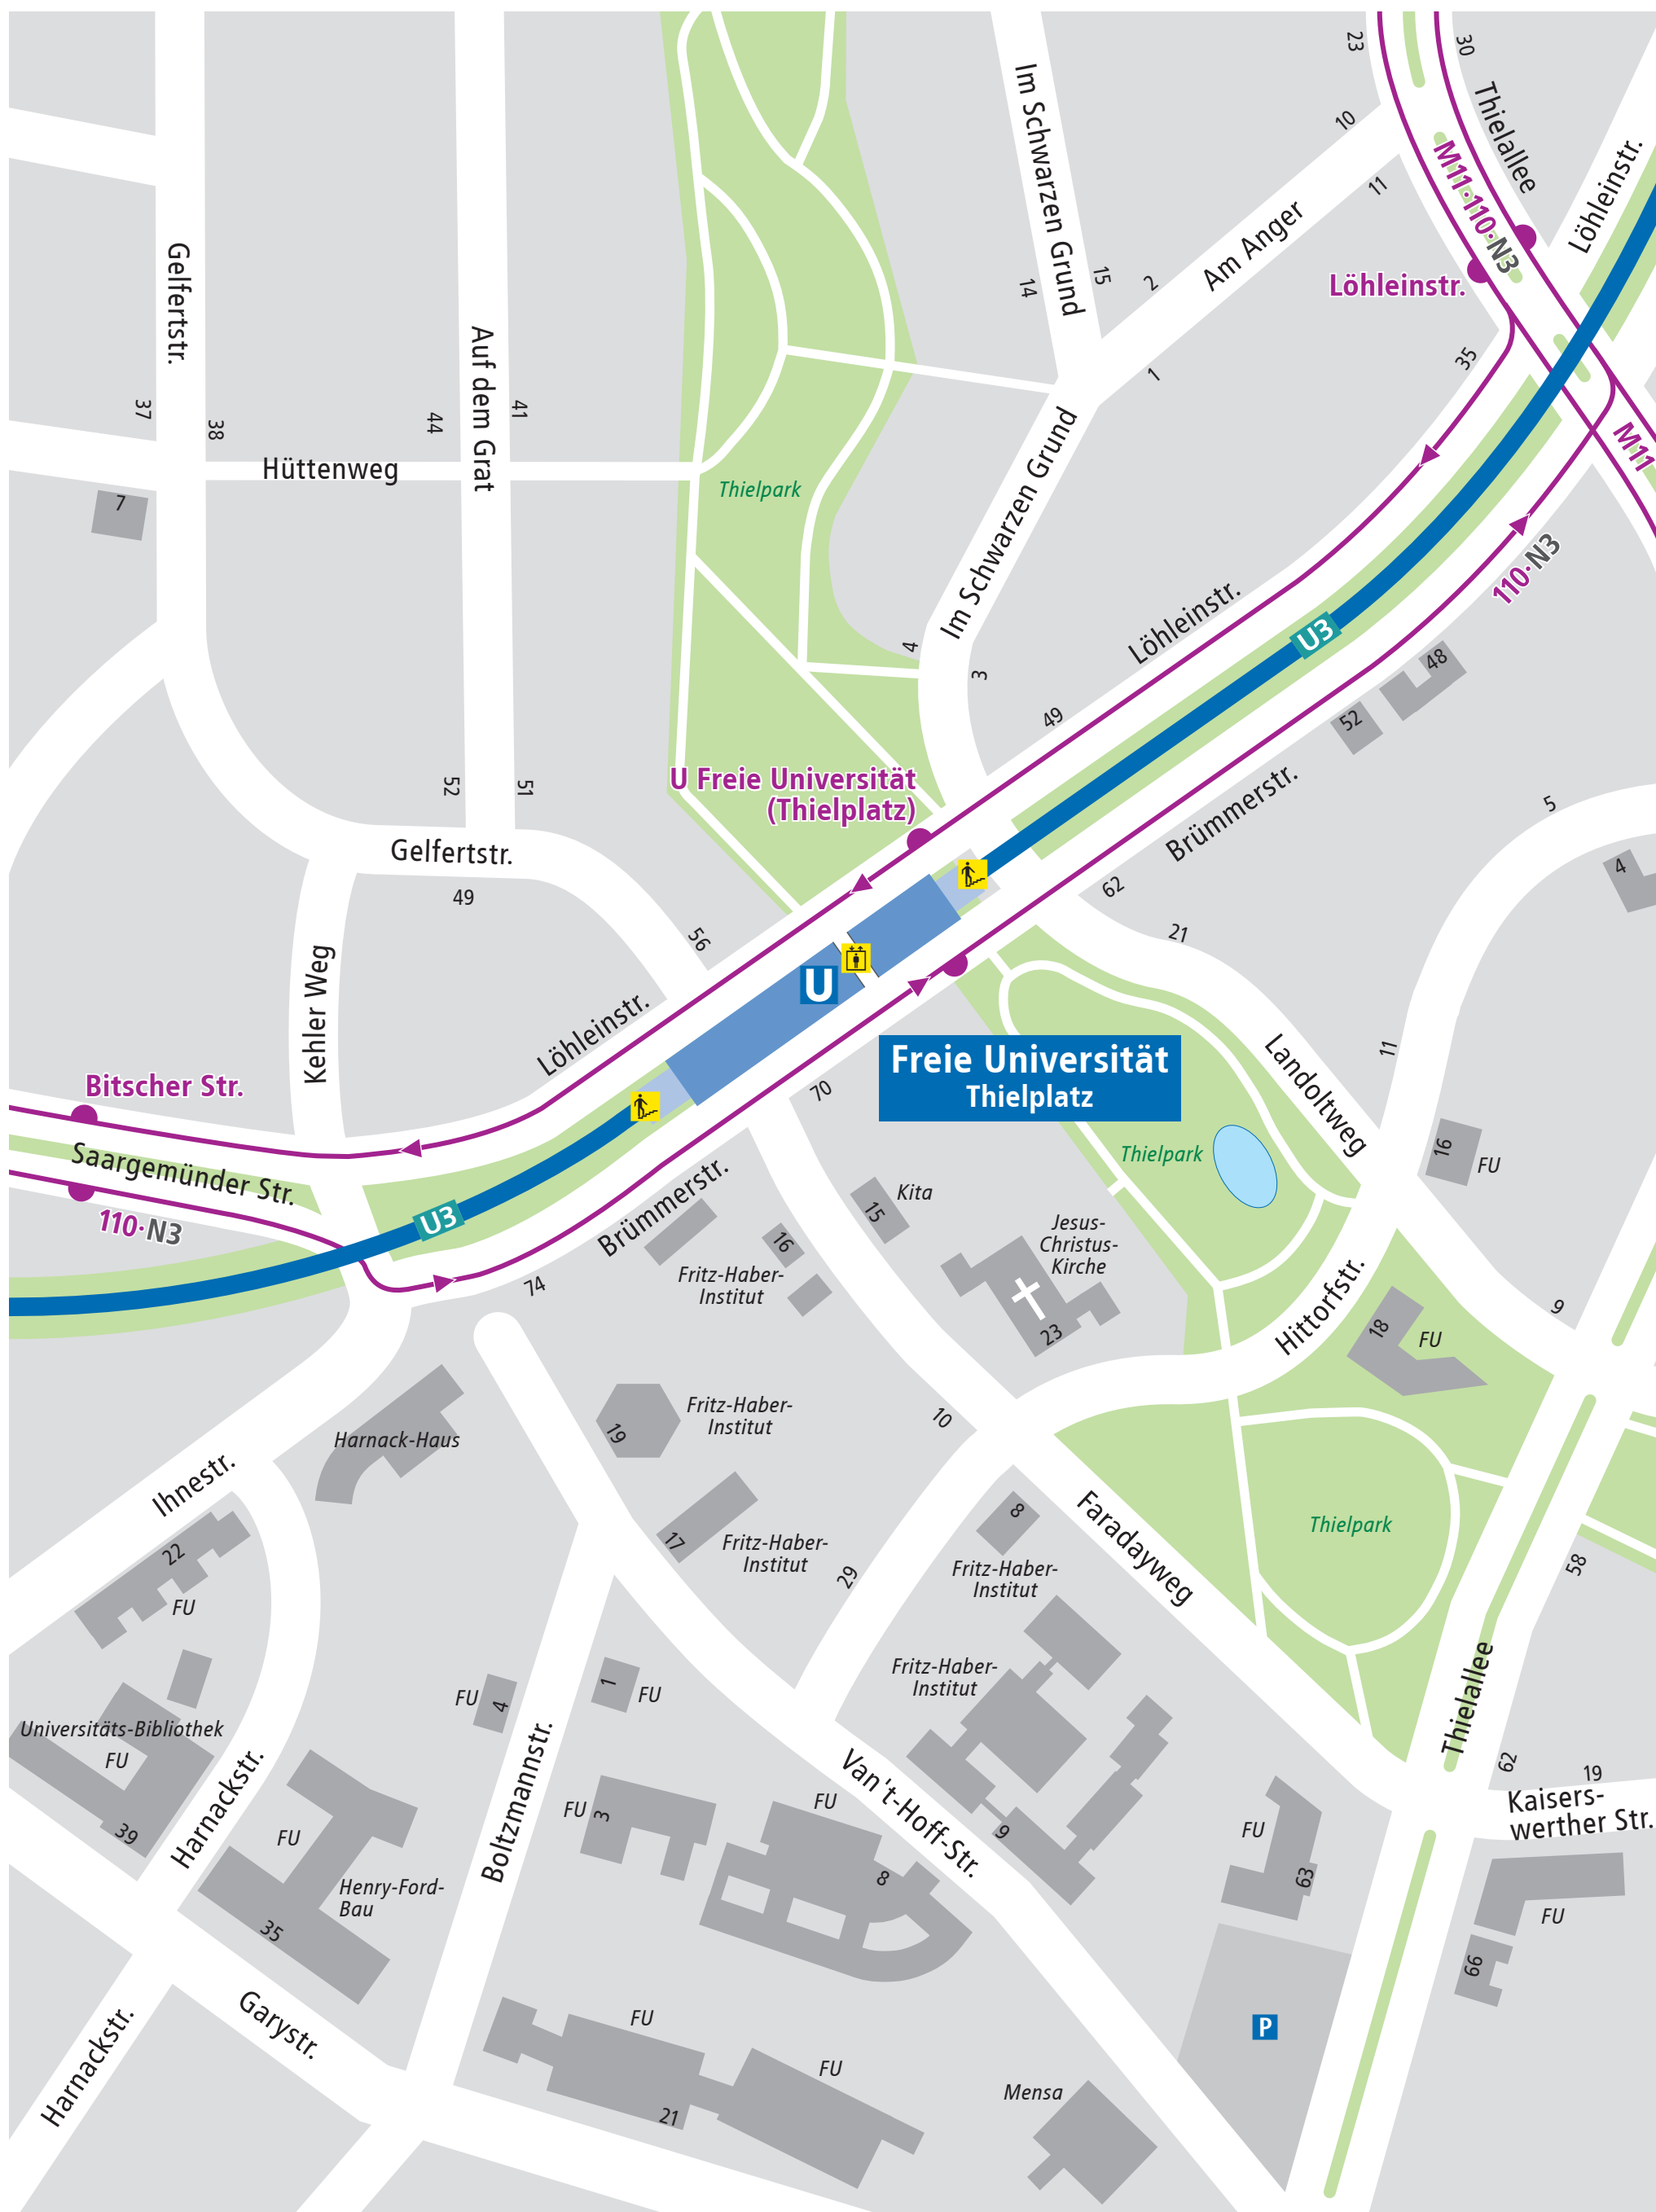 23
30
Thielallee
Im Schwarzen Grund
10
11
M11·110·N3
Löhleinstr.
Am Anger
Gelfertstr.
14
15
2
Löhleinstr.
Auf dem Grat
35
1
37
38
44
41
M11
Hüttenweg
Thielpark
7
Im Schwarzen Grund
110·N3
Löhleinstr.
U3
4
3
48
49
52
U Freie Universität
(Thielplatz)
52
51
Brümmerstr.
5
Gelfertstr.
49
62
4
56
21
U
Kehler Weg
Löhleinstr.
Freie Universität
Thielplatz
11
Landoltweg
Bitscher Str.
70
Saargemünder Str.
Thielpark
16
FU
110·N3
U3
Brümmerstr.
15
Kita
16
Jesus-
Christus-
Kirche
Fritz-Haber-
Institut
74
23
Hittorfstr.
9
18
FU
19
Fritz-Haber-
Institut
10
Harnack-Haus
Ihnestr.
8
Faradayweg
Thielpark
22
17
Fritz-Haber-
Institut
29
Fritz-Haber-
Institut
58
FU
Fritz-Haber-
Institut
Thielallee
FU
4
1
FU
Universitäts-Bibliothek
FU
Harnackstr.
Boltzmannstr.
Van't-Hoff-Str.
62
19
Kaisers-
werther Str.
FU
3
FU
39
FU
9
FU
Henry-Ford-
Bau
8
63
35
FU
66
Garystr.
FU
P
Harnackstr.
FU
Mensa
21